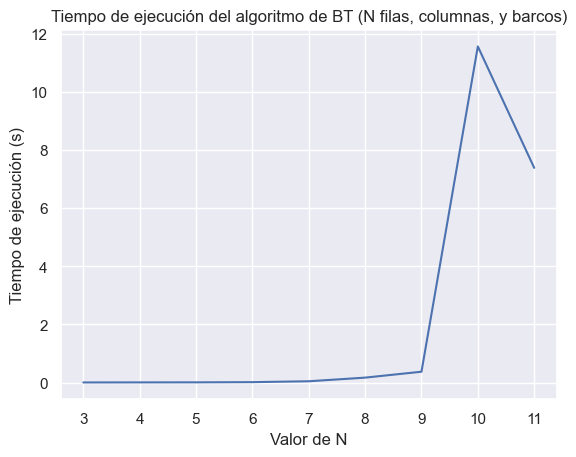 Tiempo de ejecución del algoritmo de BT (N filas, columnas, y barcos)
12
10
8
6
4
2
0
Tiempo de ejecución (s)
3 4 5 6 7 8 9 10 11
Valor de N